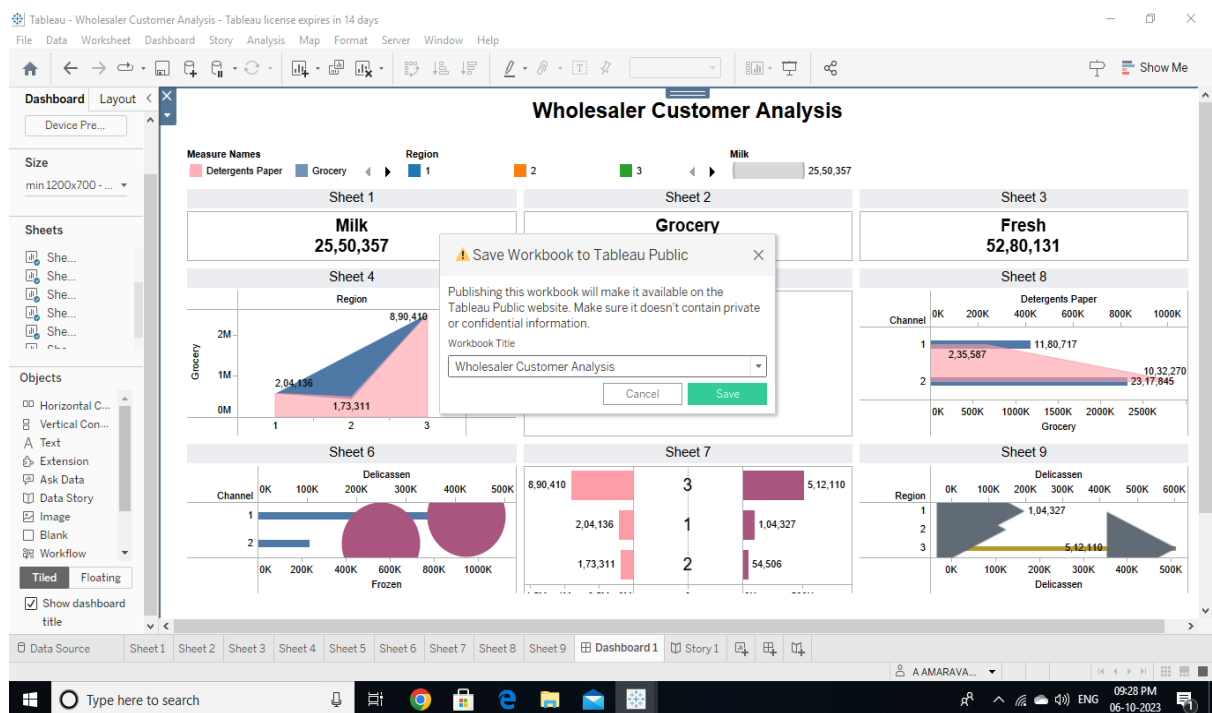 Tableau - Wholesaler Customer Analysis - Tableau license expires in 14 days
File Data Worksheet Dashboard Story Analysis Map Format Server Window Help
Show Me
Dashboard Layout
Device Pre...
Size
min 1200x700 - ...
Sheets
She...
She...
She...
She...
She...
Objects
Horizontal C...
Vertical Con...
Text
Extension
Ask Data
Data Story
Image
Blank
Workflow
Tiled Floating
Show dashboard
title
Wholesaler Customer Analysis
Measure Names Region Milk
Detergents Paper Grocery 1 2 3 25,50,357
Sheet 1 Sheet 2 Sheet 3
Milk Grocery Fresh
25,50,357 52,80,131
Save Workbook to Tableau Public
Publishing this workbook will make it available on the
Tableau Public website. Make sure it doesn't contain private
or confidential information.
Workbook Title
Wholesaler Customer Analysis
Cancel Save
Sheet 4
Region
8,90,410
2M
Grocery
1M
2,04,136
1,73,311
0M
1 2 3
Sheet 8
Detergents Paper
Channel 0K 200K 400K 600K 800K 1000K
1 11,80,717
2,35,587
10,32,270
2 23,17,845
0K 500K 1000K 1500K 2000K 2500K
Grocery
Sheet 6
Delicassen
Channel 0K 100K 200K 300K 400K 500K
1
2
0K 200K 400K 600K 800K 1000K
Frozen
Sheet 7
8,90,410 3 5,12,110
2,04,136 1 1,04,327
1,73,311 2 54,506
Sheet 9
Delicassen
Region 0K 100K 200K 300K 400K 500K 600K
1 1,04,327
2
3 5,12,110
0K 100K 200K 300K 400K 500K
Delicassen
Data Source Sheet 1 Sheet 2 Sheet 3 Sheet 4 Sheet 5 Sheet 6 Sheet 7 Sheet 8 Sheet 9 Dashboard 1 Story 1
A AMARAVA...
Type here to search
ENG
09:28 PM
06-10-2023